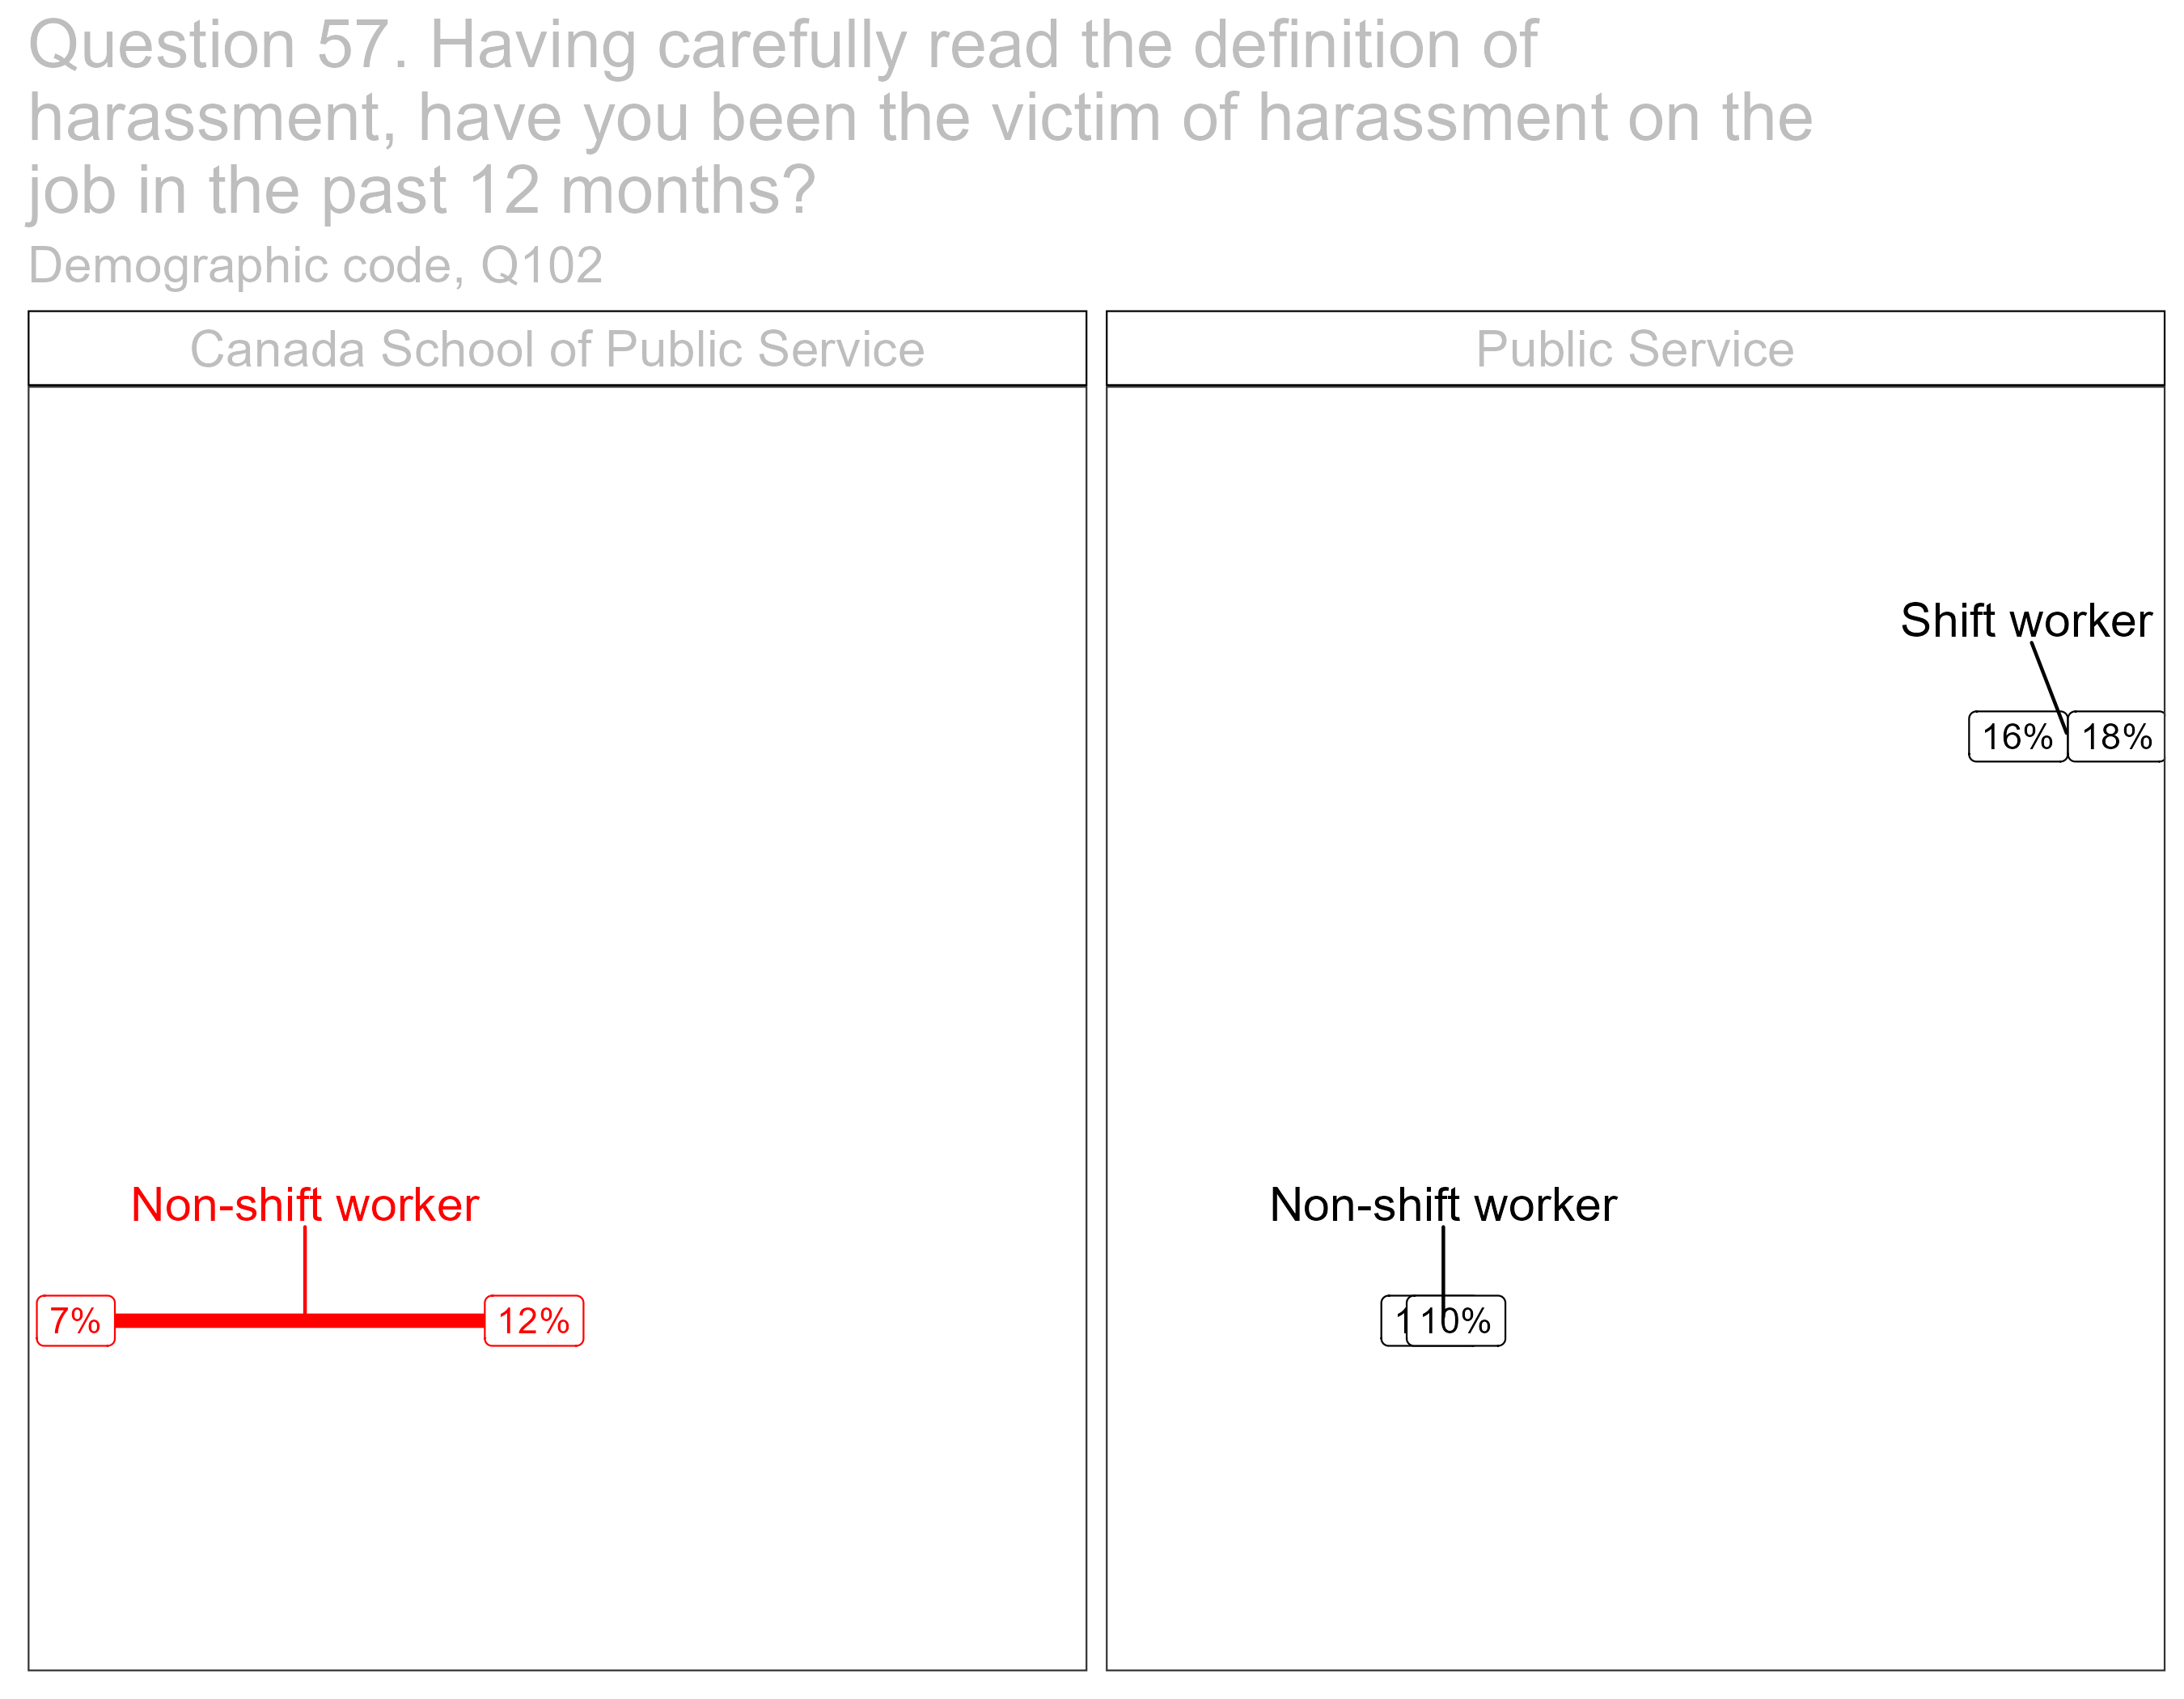 Question 57. Having carefully read the definition of
harassment, have you been the victim of harassment on the
job in the past 12 months?
Demographic code, Q102
Canada School of Public Service
Public Service
Shift worker
16% 18%
Non-shift worker
Non-shift worker
7% 12%
10%